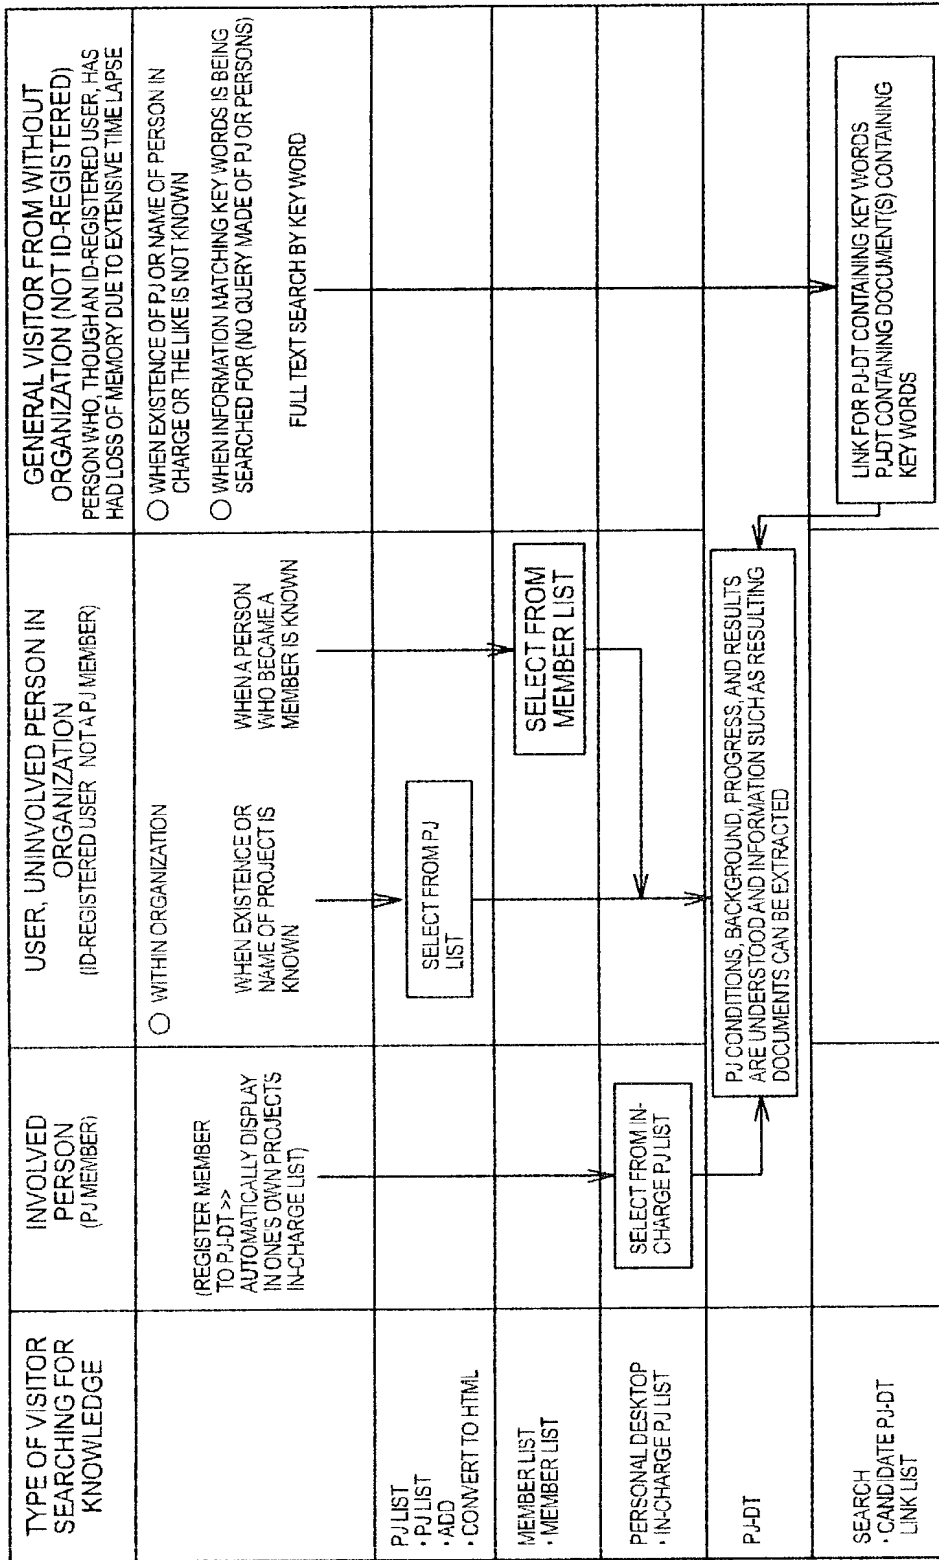 TYPE OF VISITOR
SEARCHING FOR
KNOWLEDGE
INVOLVED
PERSON
(PJ MEMBER)
USER, UNINVOLVED PERSON IN
ORGANIZATION
(ID-REGISTERED USER NOT A PJ MEMBER)
GENERAL VISITOR FROM WITHOUT
ORGANIZATION (NOT ID-REGISTERED)
PERSON WHO, THOUGH AN ID-REGISTERED USER, HAS
HAD LOSS OF MEMORY DUE TO EXTENSIVE TIME LAPSE
(REGISTER MEMBER
TO PJ-DT >>
AUTOMATICALLY DISPLAY
IN ONE'S OWN PROJECTS
IN-CHARGE LIST)
○ WITHIN ORGANIZATION
WHEN EXISTENCE OR
NAME OF PROJECT IS
KNOWN
WHEN A PERSON
WHO BECAME A
MEMBER IS KNOWN
○ WHEN EXISTENCE OF PJ OR NAME OF PERSON IN
CHARGE OR THE LIKE IS NOT KNOWN
○ WHEN INFORMATION MATCHING KEY WORDS IS BEING
SEARCHED FOR (NO QUERY MADE OF PJ OR PERSONS)
FULL TEXT SEARCH BY KEY WORD
PJ LIST
· PJ LIST
· ADD
· CONVERT TO HTML
SELECT FROM PJ
LIST
MEMBER LIST
· MEMBER LIST
SELECT FROM
MEMBER LIST
PERSONAL DESKTOP
· IN-CHARGE PJ LIST
SELECT FROM IN-
CHARGE PJ LIST
PJ-DT
PJ CONDITIONS, BACKGROUND, PROGRESS, AND RESULTS
ARE UNDERSTOOD AND INFORMATION SUCH AS RESULTING
DOCUMENTS CAN BE EXTRACTED
SEARCH
· CANDIDATE PJ-DT
LINK LIST
LINK FOR PJ-DT CONTAINING KEY WORDS
PJ-DT CONTAINING DOCUMENT(S) CONTAINING
KEY WORDS